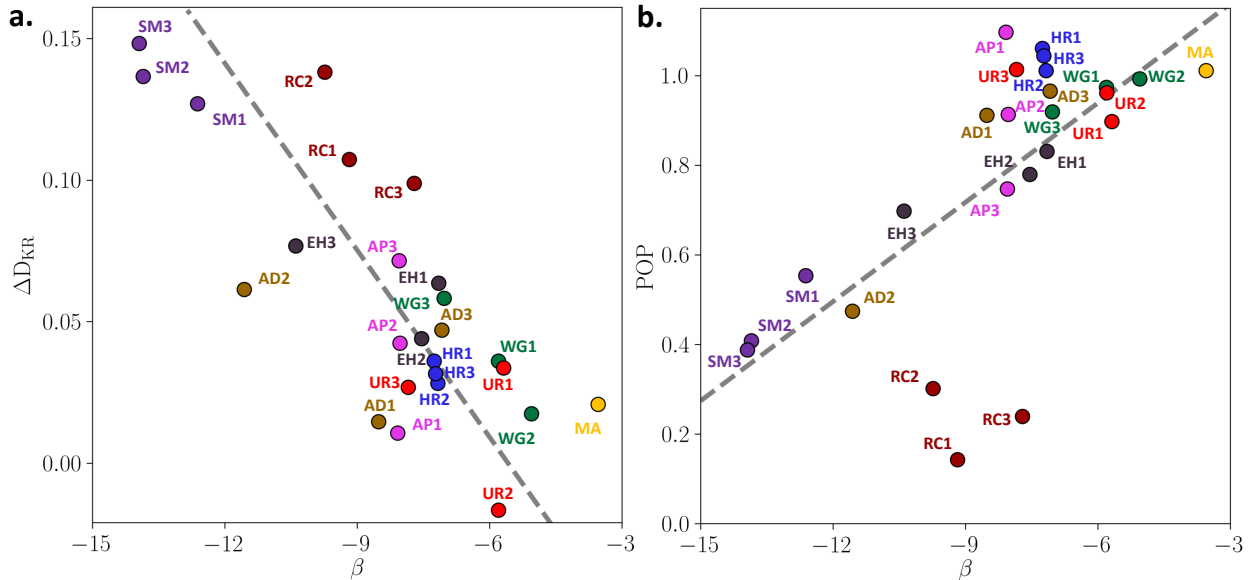 a.
SM3
SM2
SM1
RC2
RC1
RC3
EH3
AD2
AP3
EH1
WG3
AD3
AP2
EH2
HR1
HR3
HR2
UR3
AD1
AP1
WG1
UR1
WG2
MA
UR2
0.15
0.10
0.05
0.00
ΔD_KR
−15
−12
−9
−6
−3
β
b.
AP1
HR1
HR3
UR3
HR2
WG1
WG2
MA
AD3
AP2
UR2
AD1
WG3
UR1
EH2
EH1
AP3
EH3
SM1
AD2
SM2
SM3
RC2
RC3
RC1
1.0
0.8
0.6
0.4
0.2
0.0
POP
−15
−12
−9
−6
−3
β